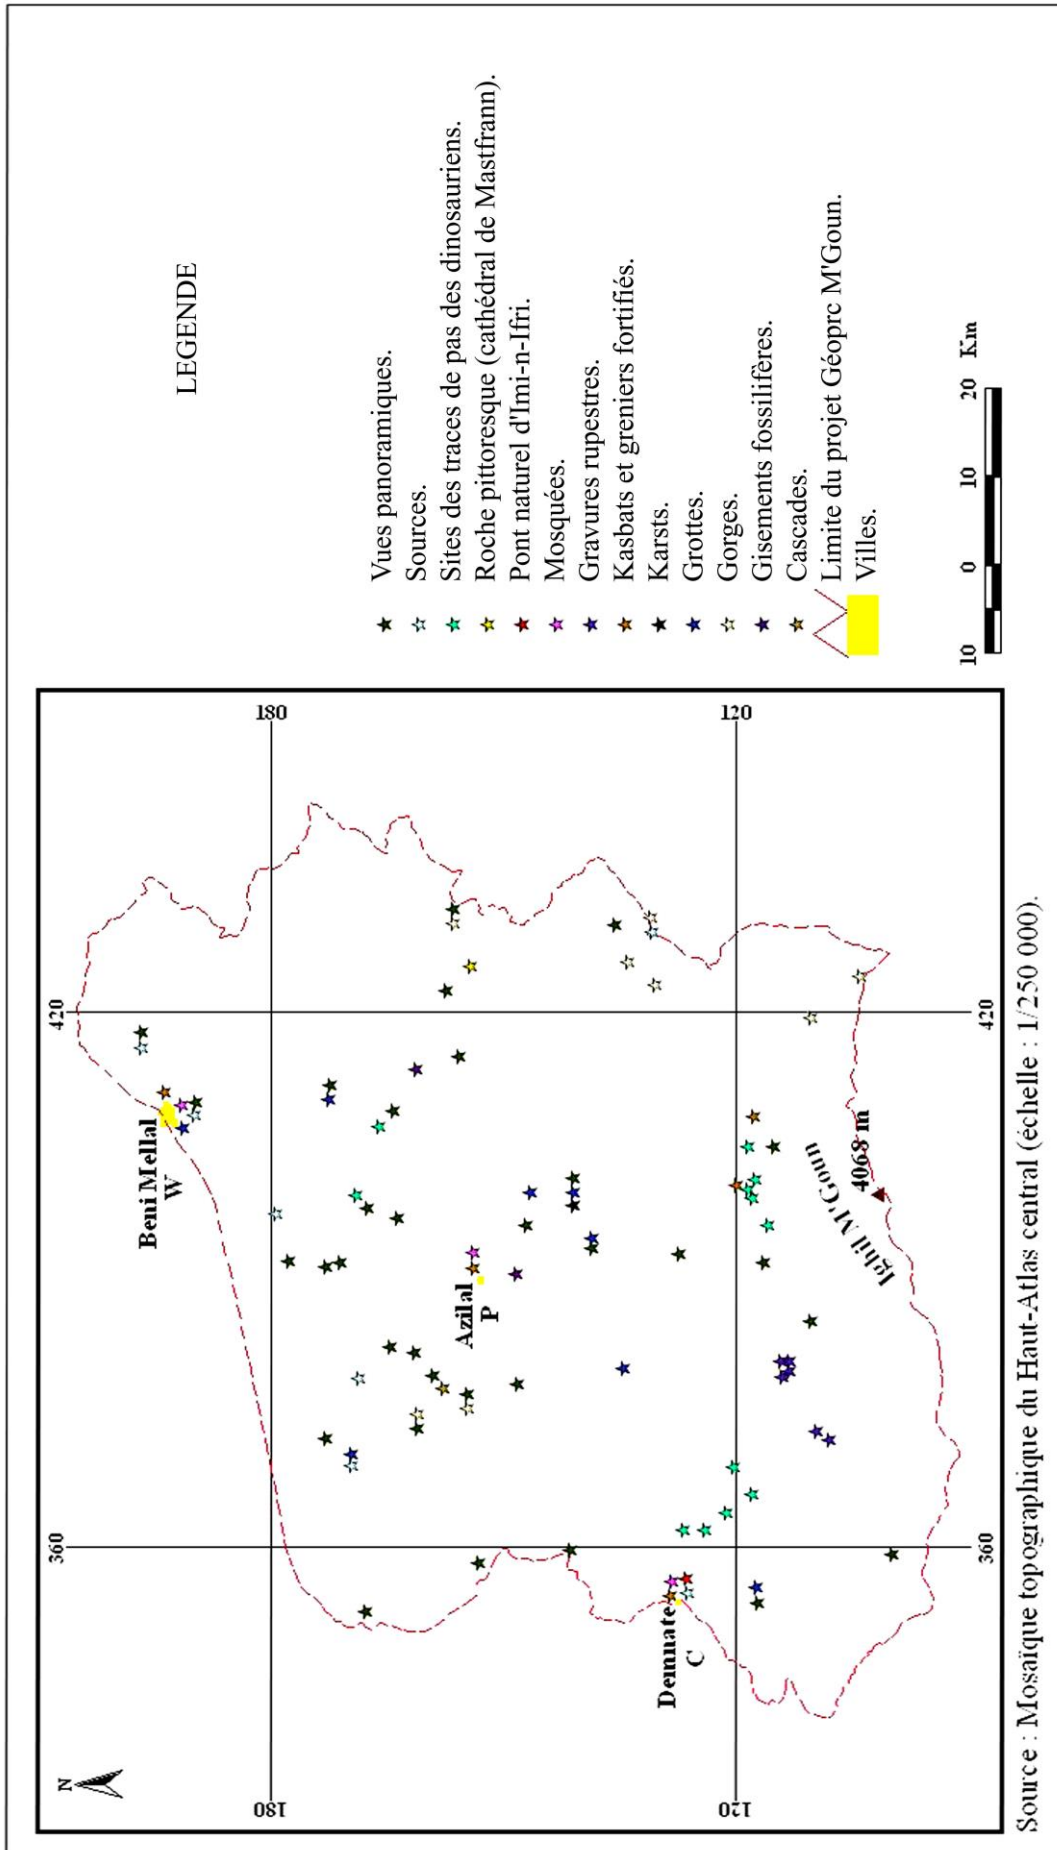 N
360
420
180
180
Beni Mellal
W
Azilal
P
Demnate
C
120
120
Ighil M'Goun
4068 m
360
420
LEGENDE
Vues panoramiques.
Sources.
Sites des traces de pas des dinosauriens.
Roche pittoresque (cathédral de Mastfrann).
Pont naturel d'Imi-n-Ifri.
Mosquées.
Gravures rupestres.
Kasbats et greniers fortifiés.
Karsts.
Grottes.
Gorges.
Gisements fossilifères.
Cascades.
Limite du projet Géoprc M'Goun.
Villes.
10 0 10 20 Km
Source : Mosaïque topographique du Haut-Atlas central (échelle : 1/250 000).